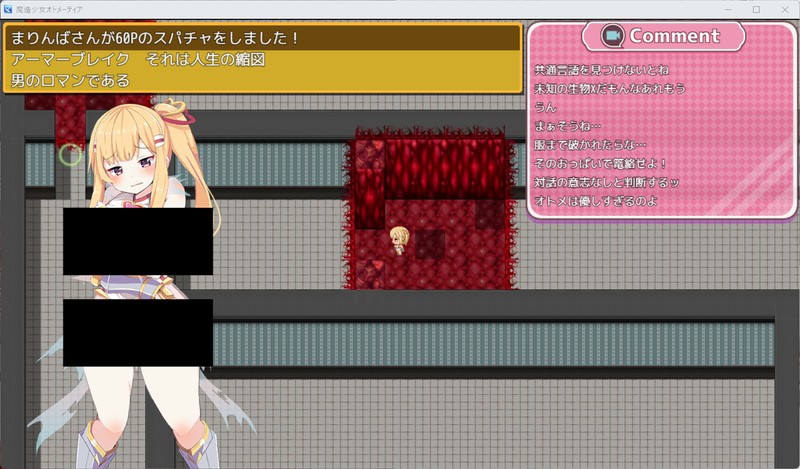 魔造少女オトメーティア
まりんばさんが60Pのスパチャをしました！
アーマーブレイク　それは人生の縮図
男のロマンである
Comment
共通言語を見つけないとね
未知の生物Xだもんなあれもう
うん
まぁそうね…
服まで破かれたらな…
そのおっぱいで篭絡せよ！
対話の意志なしと判断するッ
オトメは優しすぎるのよ